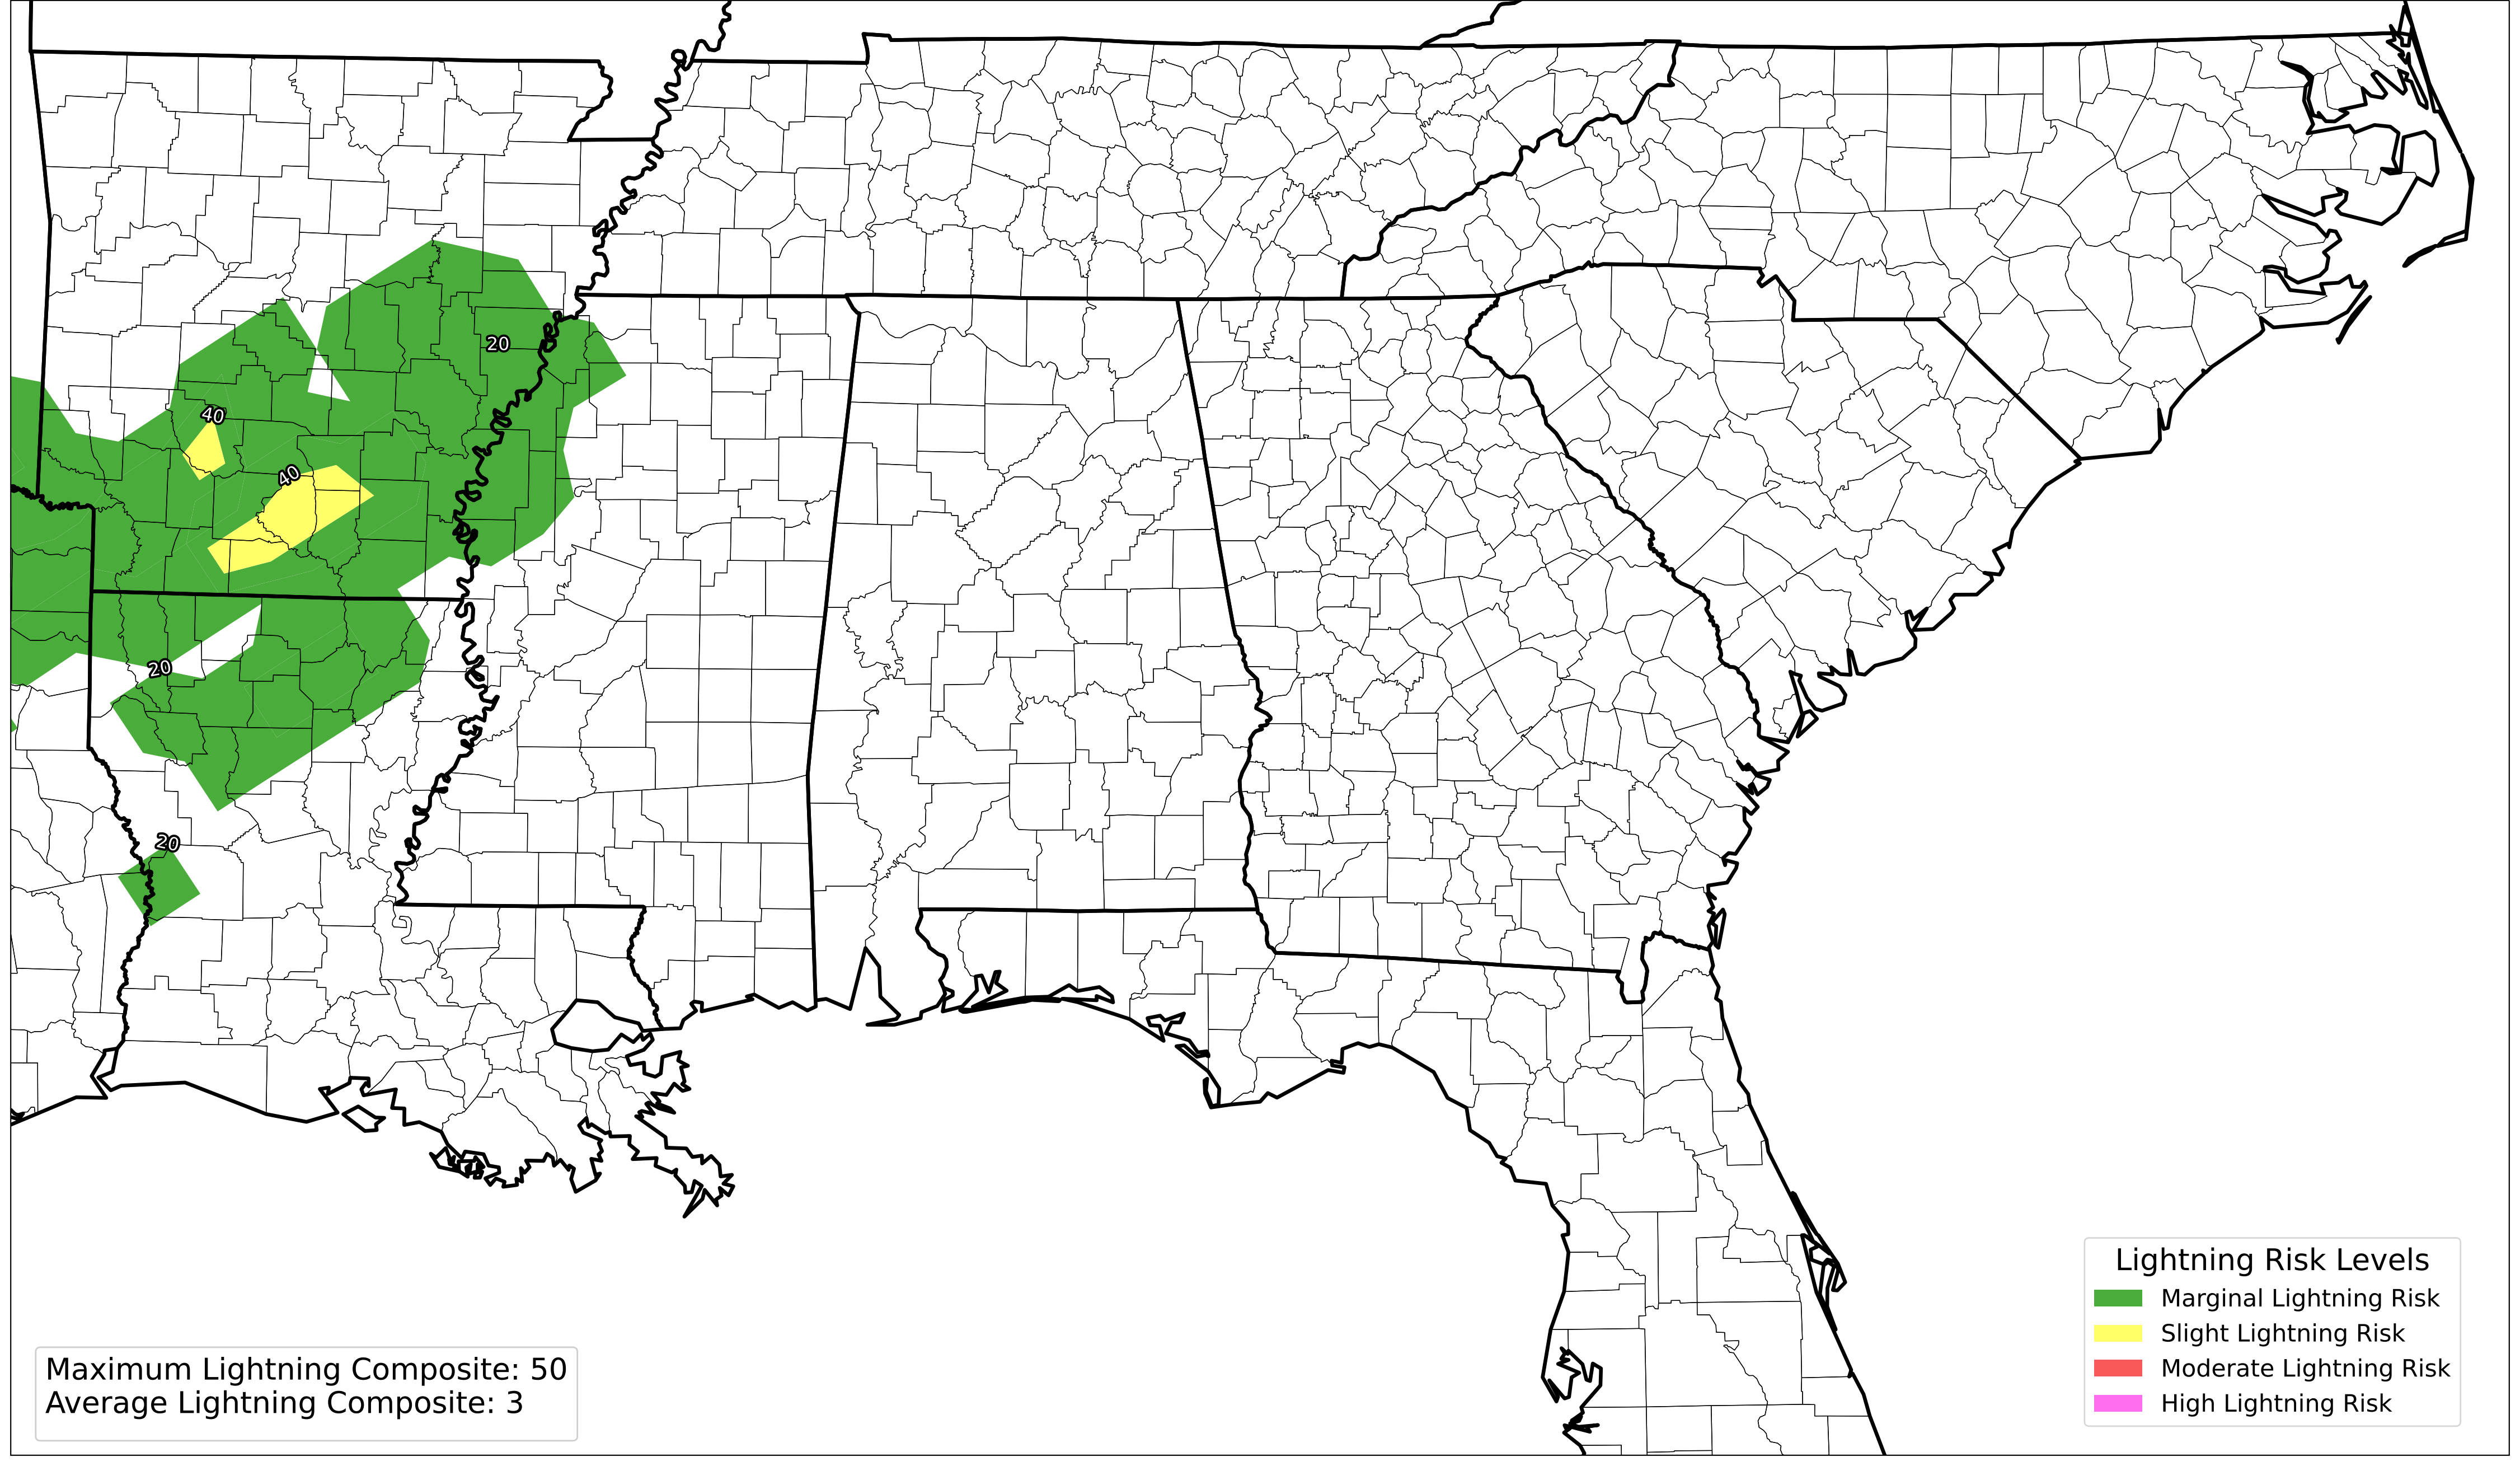 20
40
40
20
20
Lightning Risk Levels
Marginal Lightning Risk
Slight Lightning Risk
Moderate Lightning Risk
High Lightning Risk
Maximum Lightning Composite: 50
Average Lightning Composite: 3